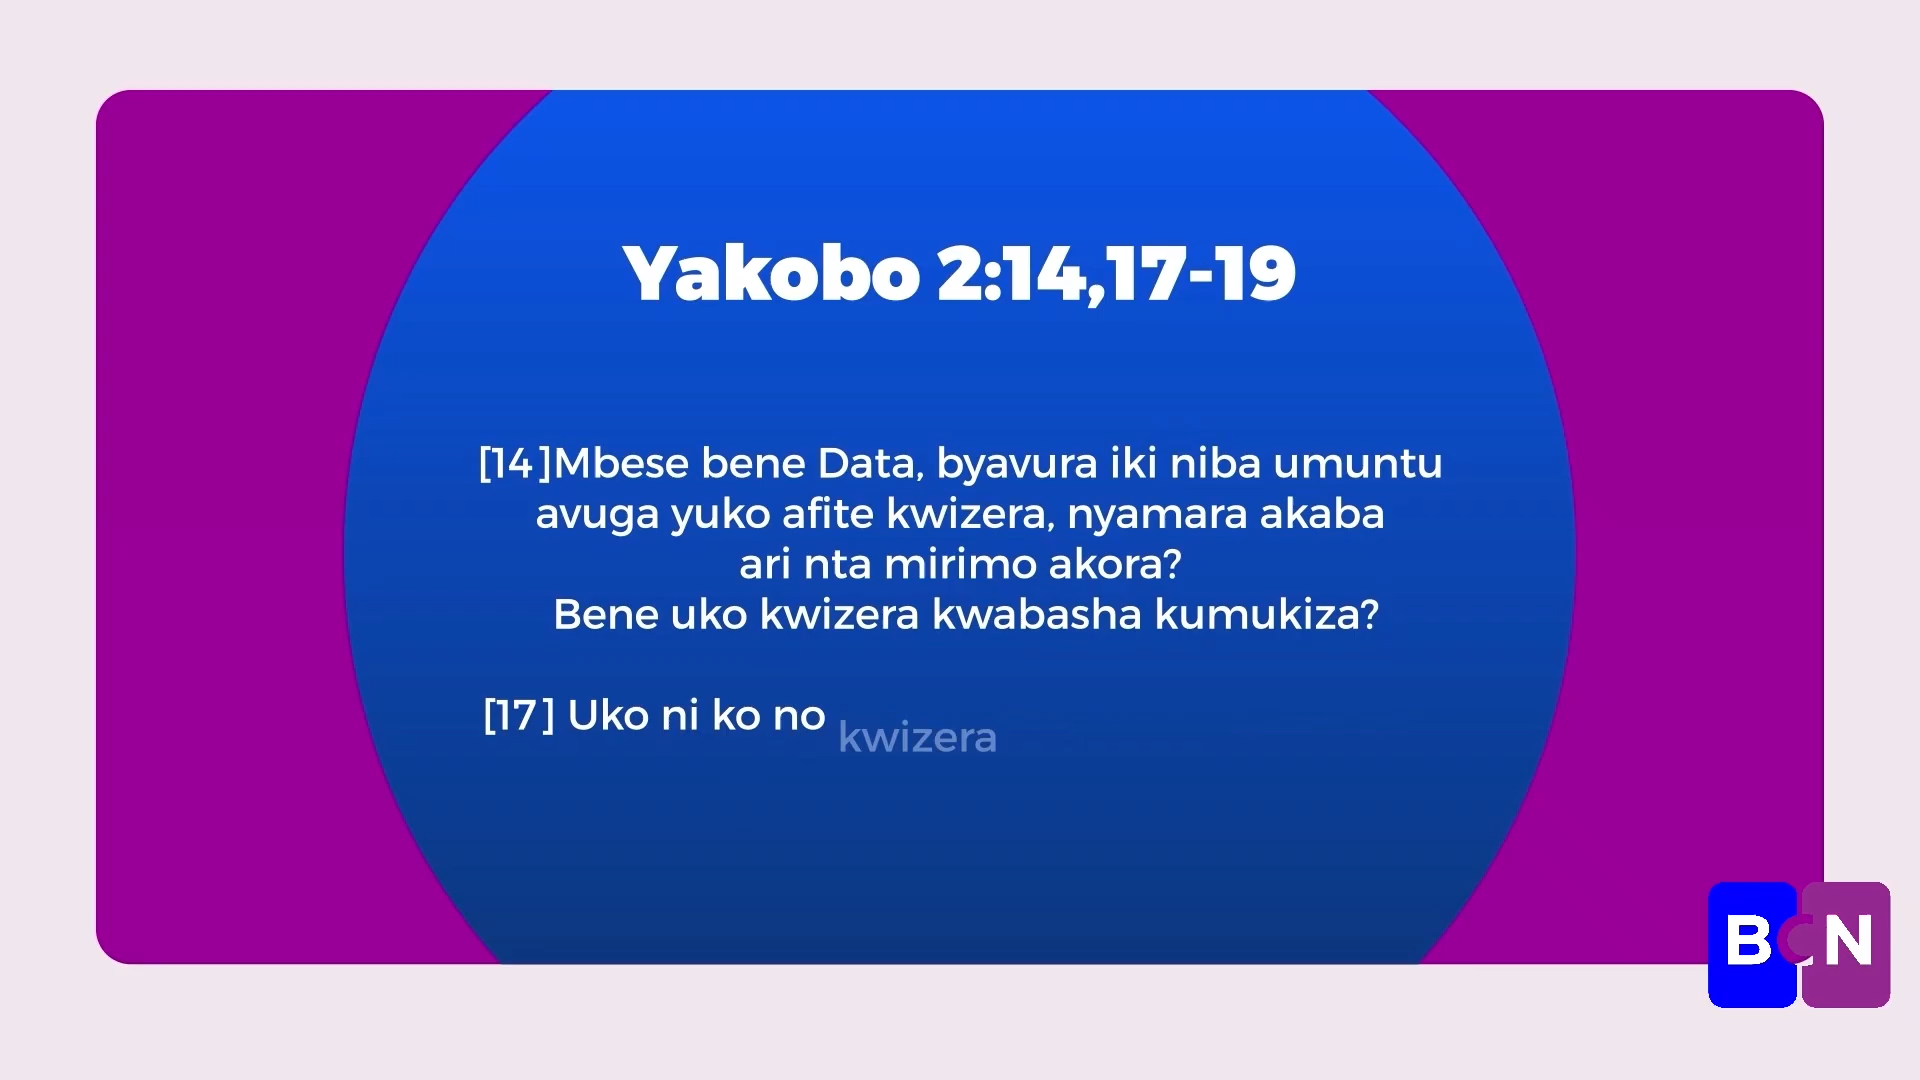 Yakobo 2:14,17-19
[14]Mbese bene Data, byavura iki niba umuntu
avuga yuko afite kwizera, nyamara akaba
ari nta mirimo akora?
Bene uko kwizera kwabasha kumukiza?
[17] Uko ni ko no kwizera
BCN